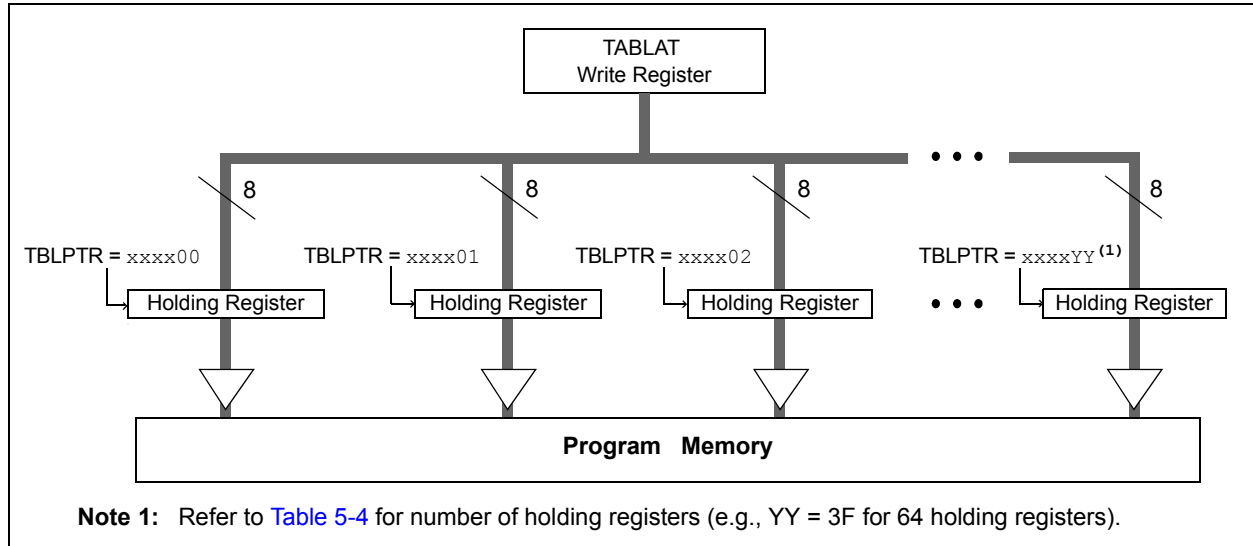 TABLAT
Write Register
• • •
8 8 8 8
TBLPTR = xxxx00 TBLPTR = xxxx01 TBLPTR = xxxx02 TBLPTR = xxxxYY(1)
Holding Register Holding Register Holding Register • • • Holding Register
Program Memory
Note 1: Refer to Table 5-4 for number of holding registers (e.g., YY = 3F for 64 holding registers).